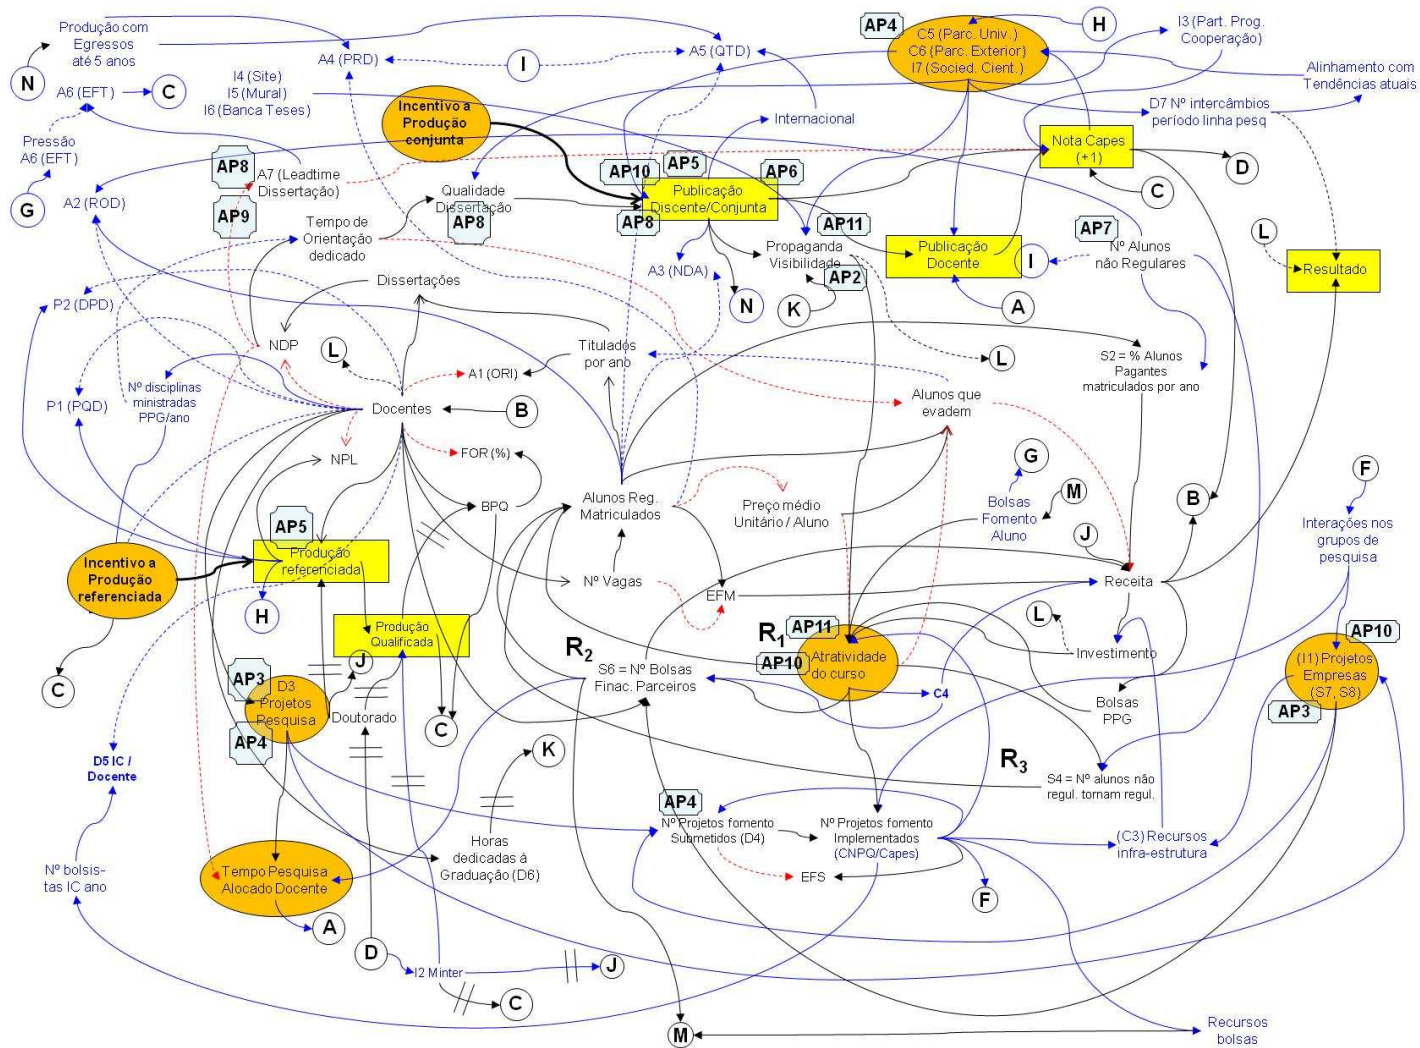 Produção com
Egressos
até 5 anos
N
A4 (PRD)
I
A5 (QTD)
AP4
C5 (Parc. Univ.)
C6 (Parc. Exterior)
I7 (Socied. Cient.)
H
I3 (Part. Prog.
Cooperação)
A6 (EFT)
C
I4 (Site)
I5 (Mural)
I6 (Banca Teses)
Incentivo a
Produção
conjunta
Internacional
D7 Nº intercâmbios
período linha pesq
Alinhamento com
Tendências atuais
Pressão
A6 (EFT)
G
AP8
A7 (Leadtime
Dissertação)
AP9
A2 (ROD)
Tempo de
Orientação
dedicado
Qualidade
Dissertação
AP8
AP10
AP5
AP6
Publicação
Discente/Conjunta
AP8
Nota Capes
(+1)
D
C
AP11
Propaganda
Visibilidade
AP2
K
Publicação
Docente
A
I
AP7
Nº Alunos
não Regulares
L
Resultado
P2 (DPD)
Dissertações
A3 (NDA)
N
NDP
L
Titulados
por ano
L
S2 = % Alunos
Pagantes
matriculados por ano
P1 (PQD)
Nº disciplinas
ministradas
PPG/ano
A1 (ORI)
Docentes
B
Alunos que
evadem
NPL
FOR (%)
BPQ
Alunos Reg.
Matriculados
Preço médio
Unitário / Aluno
G
Bolsas
Fomento
Aluno
M
B
F
J
Interações nos
grupos de
pesquisa
AP5
Produção
referenciada
Incentivo a
Produção
referenciada
H
C
Nº Vagas
EFM
Receita
L
Produção
Qualificada
R2
R1
AP11
AP10
Atratividade
do curso
Investimento
AP10
(I1) Projetos
Empresas
(S7, S8)
AP3
AP3
D3
Projetos
Pesquisa
AP4
J
Doutorado
C
S6 = Nº Bolsas
Finac. Parceiros
C4
Bolsas
PPG
K
R3
S4 = Nº alunos não
regul. tornam regul.
D5 IC /
Docente
AP4
Nº Projetos fomento
Submetidos (D4)
Nº Projetos fomento
Implementados
(CNPQ/Capes)
(C3) Recursos
infra-estrutura
Horas
dedicadas á
Graduação (D6)
EFS
F
Nº bolsis-
tas IC ano
Tempo Pesquisa
Alocado Docente
A
D
I2 Minter
J
C
M
Recursos
bolsas